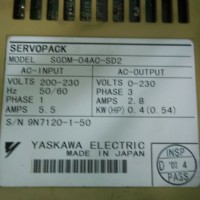 SERVOPACK
MODEL SGDM-04AC-SD2
AC-INPUT AC-OUTPUT
VOLTS 200-230 VOLTS 0-230
Hz 50/60 PHASE 3
PHASE 1 AMPS 2.8
AMPS 5.5 KW(HP) 0.4(0.54)
S/N 9N7120-1-50
YASKAWA ELECTRIC
MADE IN JAPAN
INSP
D '00 4
PASS